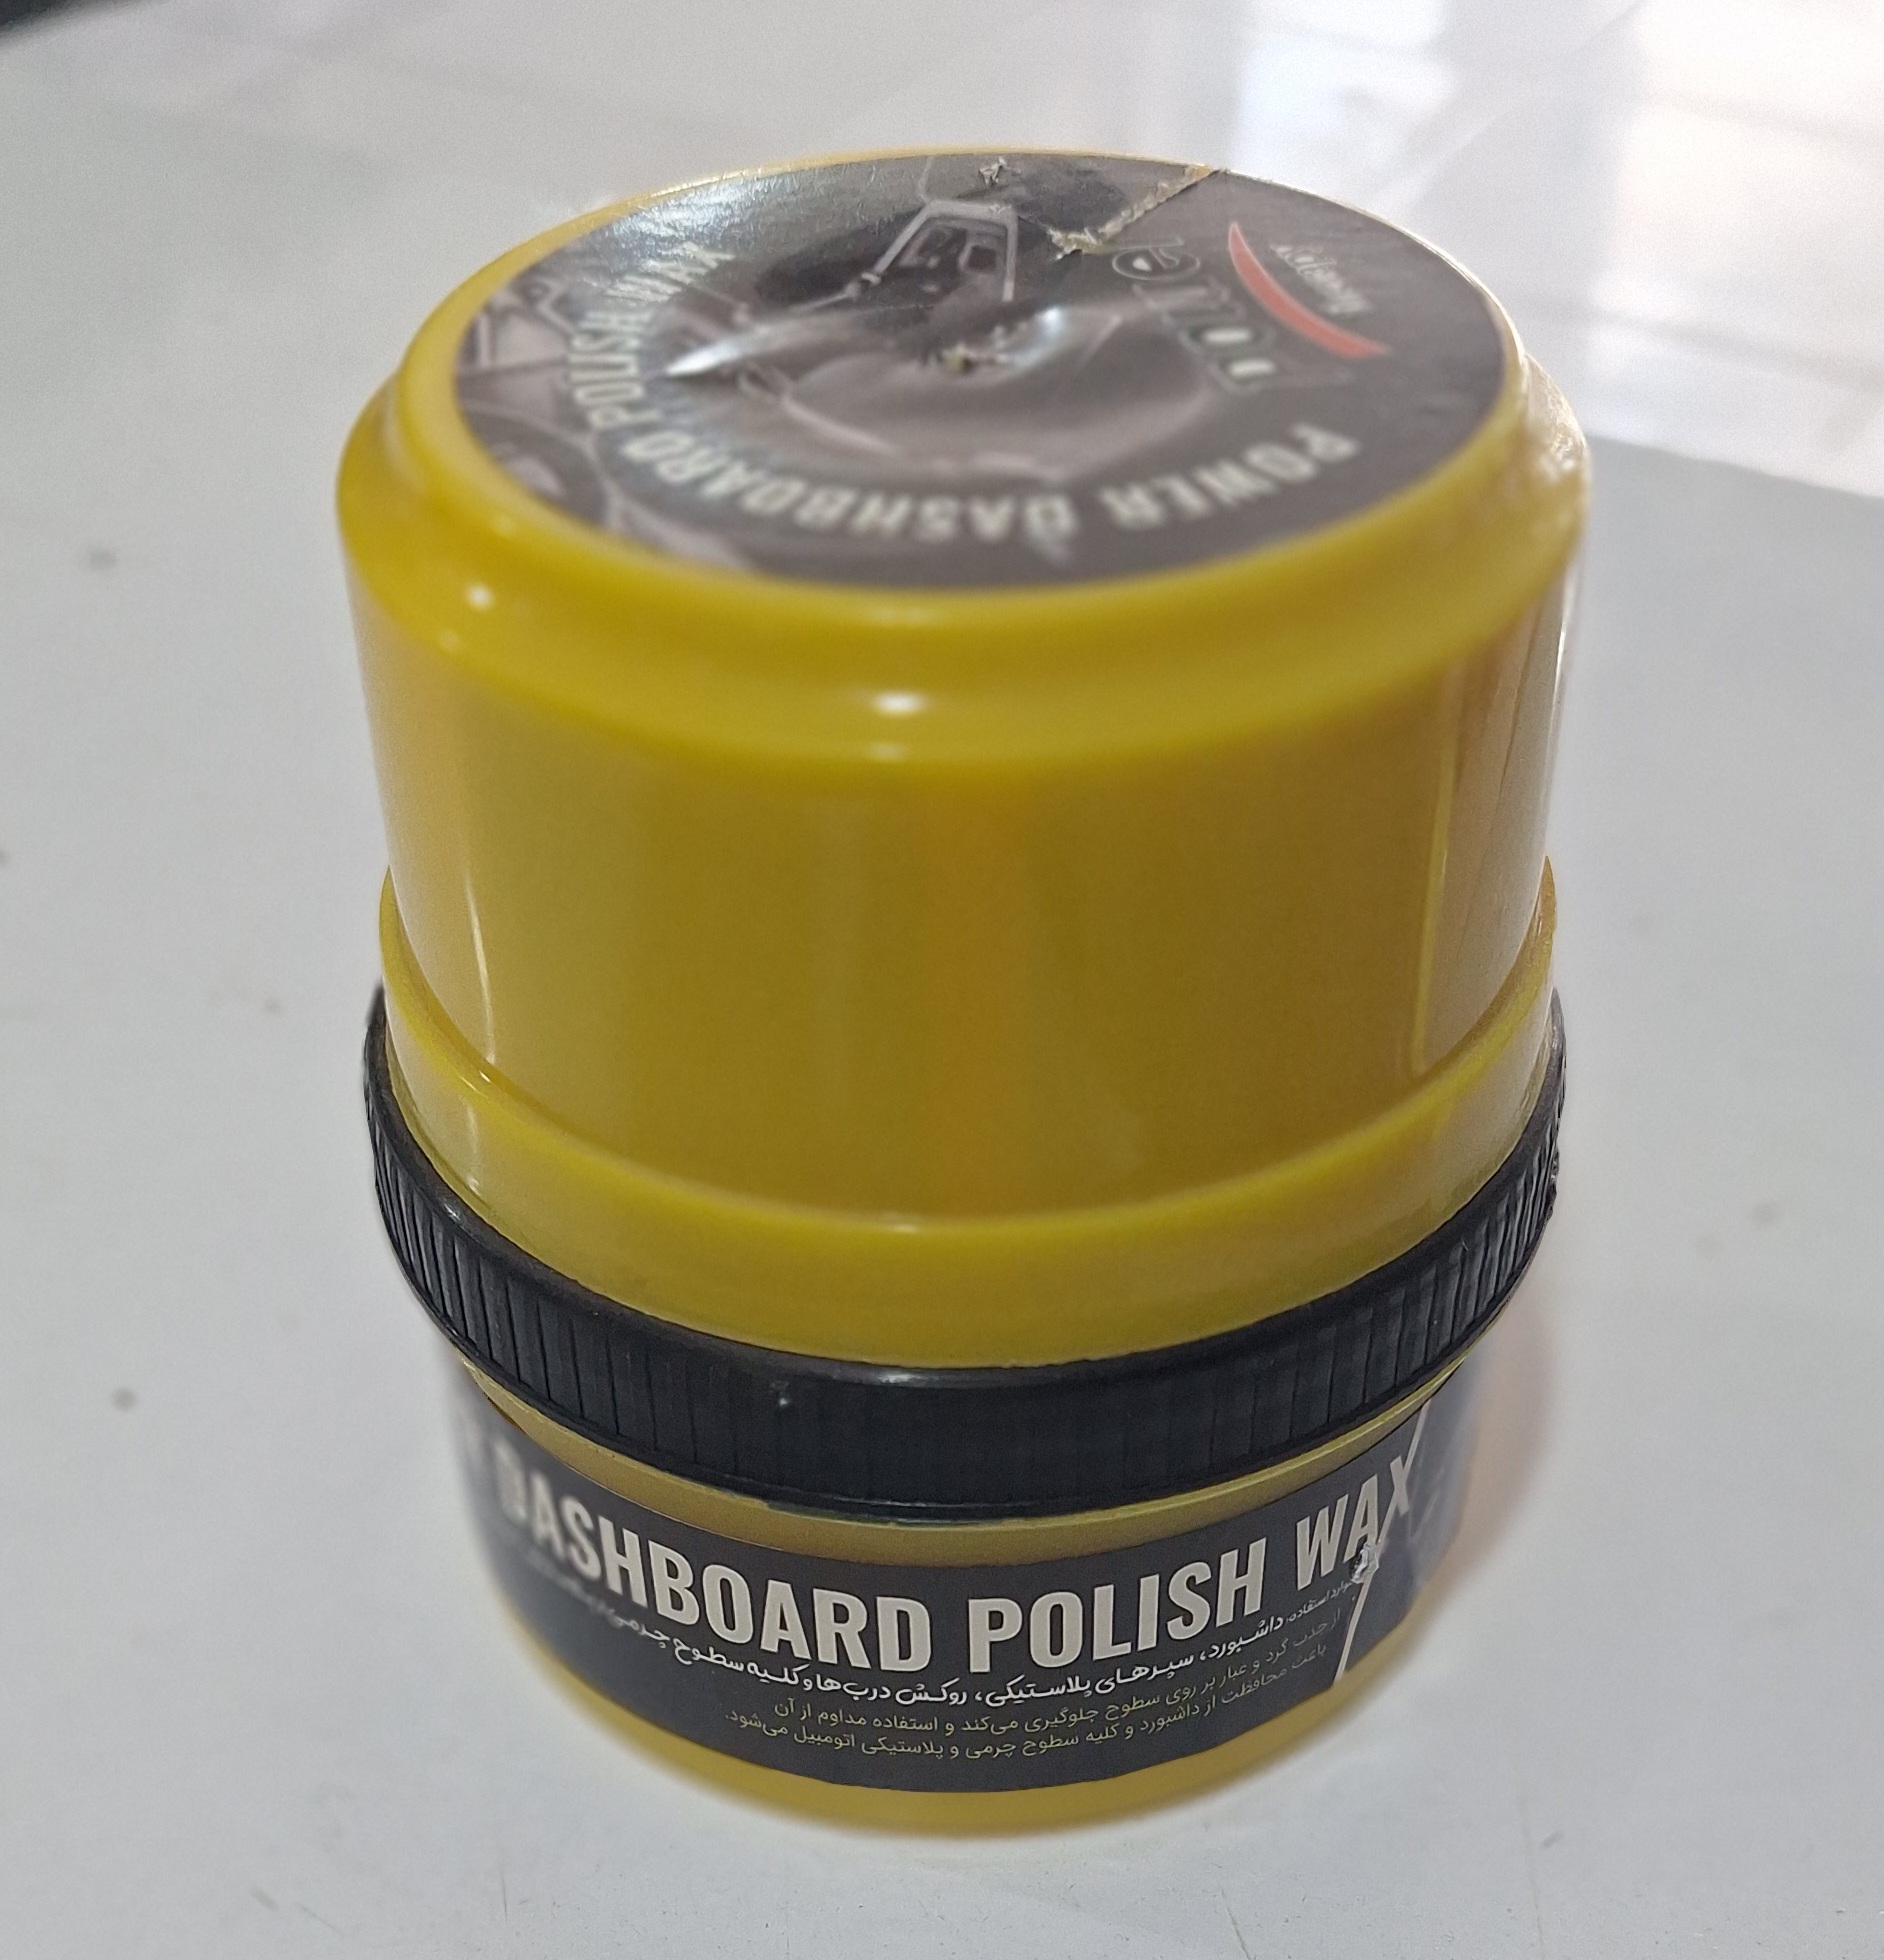 POWER DASHBOARD POLISH WAX
DASHBOARD POLISH WAX
موارد استفاده: داشبورد، سپرهای پلاستیکی، روکش درب‌ها و کلیه سطوح چرمی
از جذب گرد و غبار بر روی سطوح جلوگیری می‌کند و استفاده مداوم از آن
باعث محافظت از داشبورد و کلیه سطوح چرمی و پلاستیکی اتومبیل می‌شود.